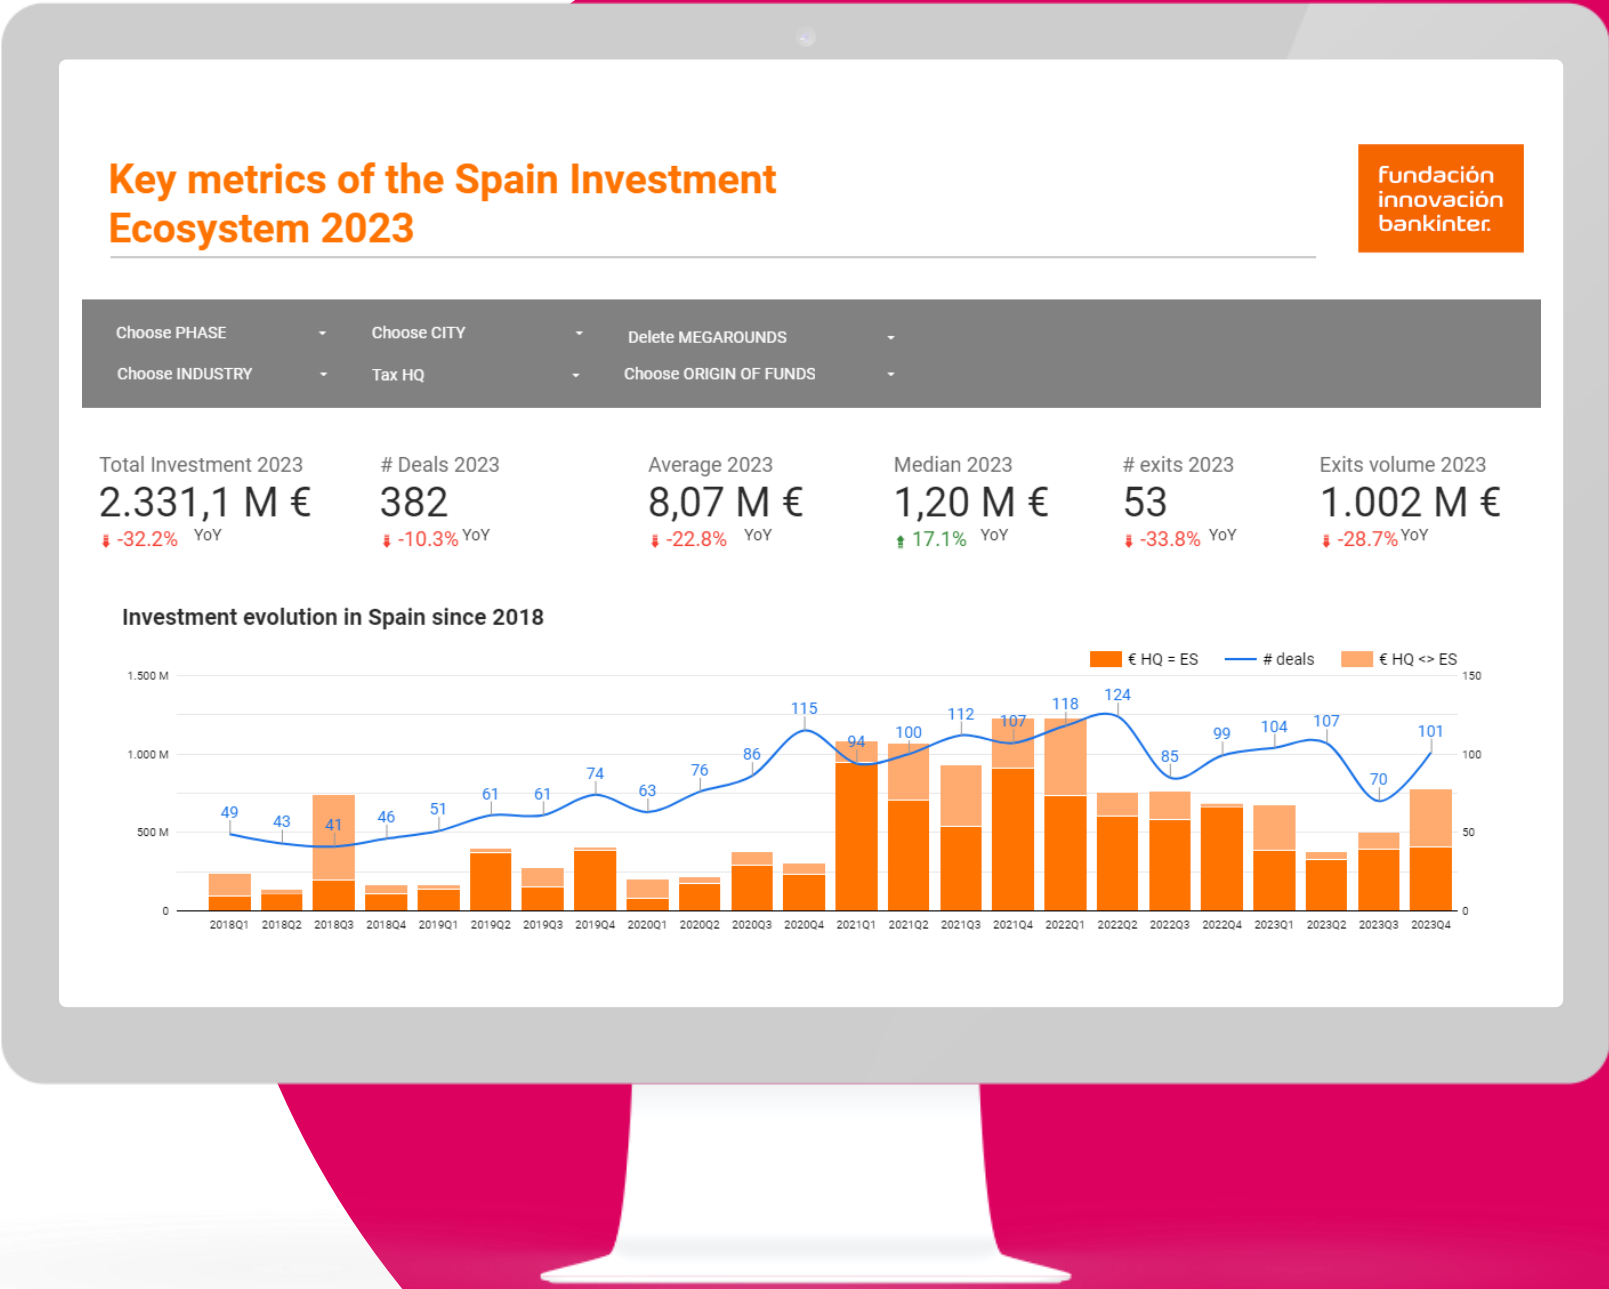 Key metrics of the Spain Investment
Ecosystem 2023
fundación
innovación
bankinter.
Choose PHASE
Choose CITY
Delete MEGAROUNDS
Choose INDUSTRY
Tax HQ
Choose ORIGIN OF FUNDS
Total Investment 2023
2.331,1 M €
-32.2% YoY
# Deals 2023
382
-10.3% YoY
Average 2023
8,07 M €
-22.8% YoY
Median 2023
1,20 M €
17.1% YoY
# exits 2023
53
-33.8% YoY
Exits volume 2023
1.002 M €
-28.7% YoY
Investment evolution in Spain since 2018
€ HQ = ES # deals € HQ <> ES
1.500 M
1.000 M
500 M
0
150
100
50
0
49 43 41 46 51 61 61 74 63 76 86 115 94 100 112 107 118 124 85 99 104 107 70 101
2018Q1 2018Q2 2018Q3 2018Q4 2019Q1 2019Q2 2019Q3 2019Q4 2020Q1 2020Q2 2020Q3 2020Q4 2021Q1 2021Q2 2021Q3 2021Q4 2022Q1 2022Q2 2022Q3 2022Q4 2023Q1 2023Q2 2023Q3 2023Q4